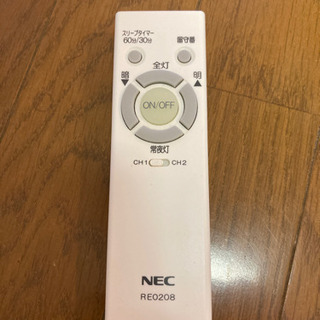 スリープタイマー
60分/30分
留守番
全灯
暗
明
▼
▲
ON/OFF
常夜灯
CH1 CH2
NEC
RE0208